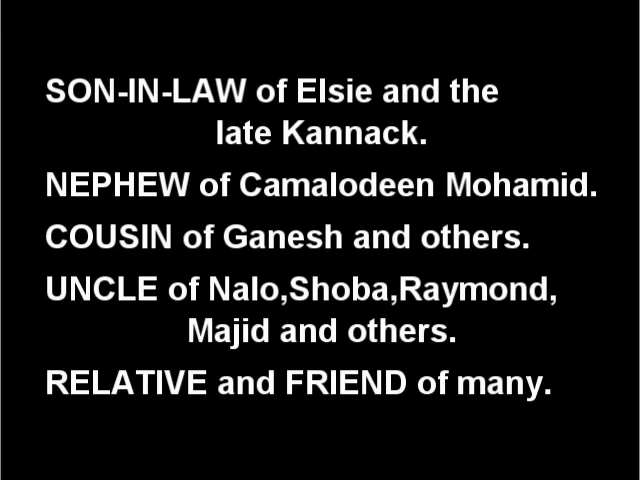 SON-IN-LAW of Elsie and the
late Kannack.
NEPHEW of Camalodeen Mohamid.
COUSIN of Ganesh and others.
UNCLE of Nalo,Shoba,Raymond,
Majid and others.
RELATIVE and FRIEND of many.